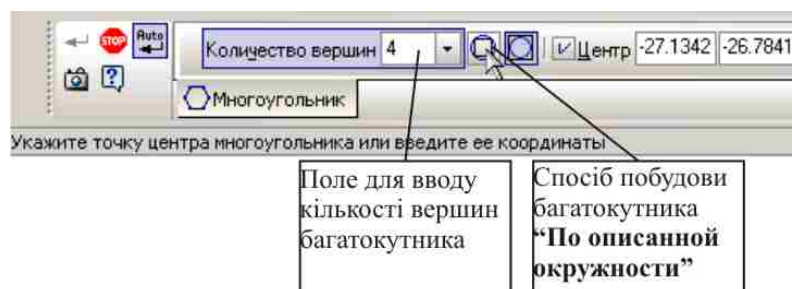 STOP Auto
Количество вершин 4 Центр -27.1342 -26.7841
Многоугольник
Укажите точку центра многоугольника или введите ее координаты
Поле для вводу
кількості вершин
багатокутника
Спосіб побудови
багатокутника
“По описанной
окружности”